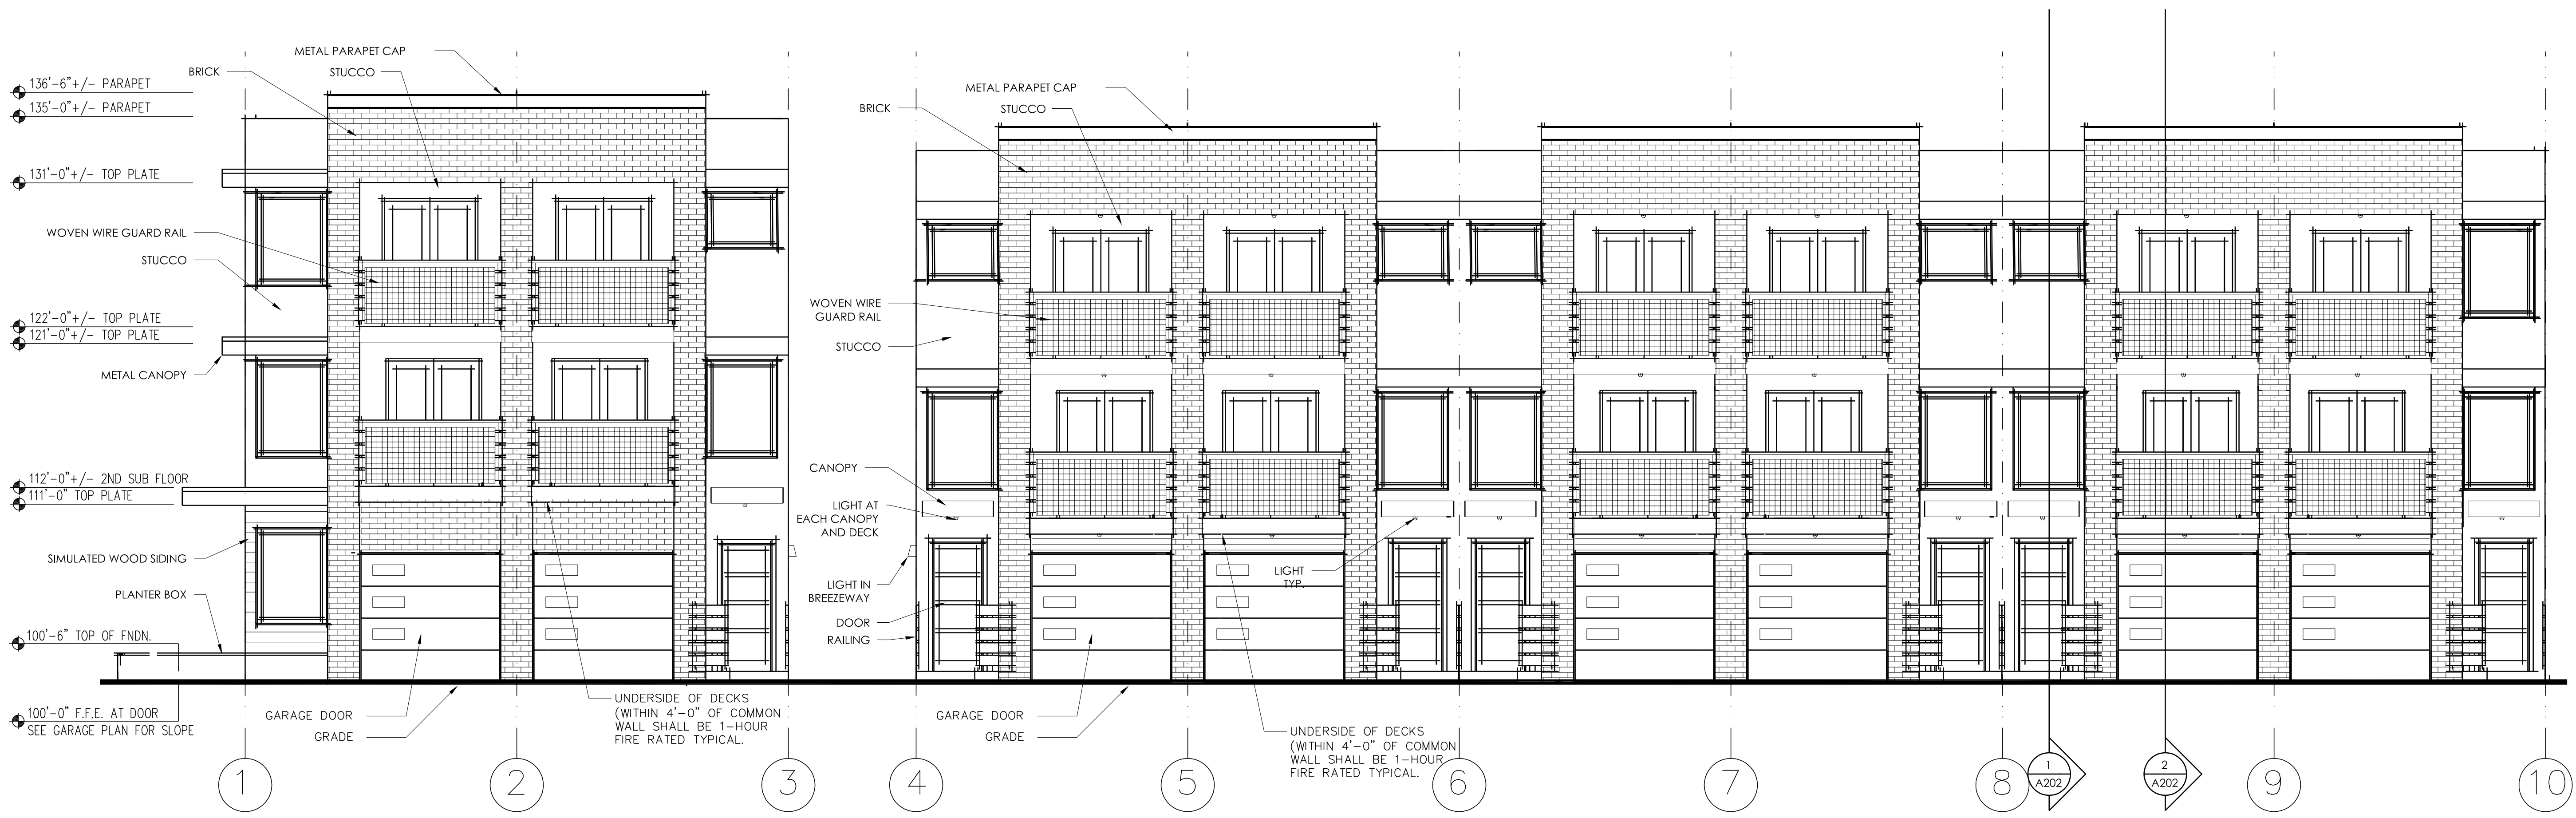 METAL PARAPET CAP
STUCCO
BRICK
136'-6"+/- PARAPET
135'-0"+/- PARAPET
131'-0"+/- TOP PLATE
WOVEN WIRE GUARD RAIL
STUCCO
122'-0"+/- TOP PLATE
121'-0"+/- TOP PLATE
METAL CANOPY
112'-0"+/- 2ND SUB FLOOR
111'-0" TOP PLATE
SIMULATED WOOD SIDING
PLANTER BOX
100'-6" TOP OF FNDN.
100'-0" F.F.E. AT DOOR
SEE GARAGE PLAN FOR SLOPE
GARAGE DOOR
GRADE
UNDERSIDE OF DECKS
(WITHIN 4'-0" OF COMMON
WALL SHALL BE 1-HOUR
FIRE RATED TYPICAL.
METAL PARAPET CAP
STUCCO
BRICK
WOVEN WIRE
GUARD RAIL
STUCCO
CANOPY
LIGHT AT
EACH CANOPY
AND DECK
LIGHT IN
BREEZEWAY
DOOR
RAILING
LIGHT
TYP.
GARAGE DOOR
GRADE
UNDERSIDE OF DECKS
(WITHIN 4'-0" OF COMMON
WALL SHALL BE 1-HOUR
FIRE RATED TYPICAL.
1
2
3
4
5
6
7
8
1
A202
2
A202
9
10